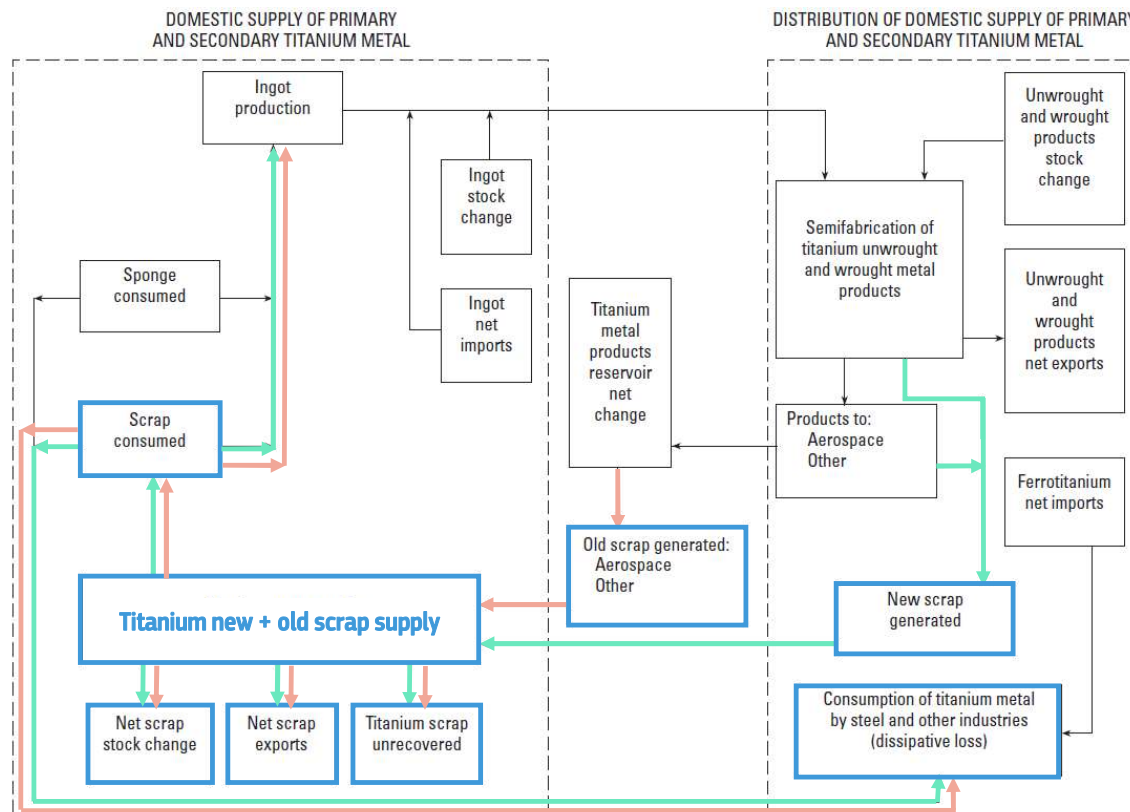 DOMESTIC SUPPLY OF PRIMARY
AND SECONDARY TITANIUM METAL
DISTRIBUTION OF DOMESTIC SUPPLY OF PRIMARY
AND SECONDARY TITANIUM METAL
Ingot
production
Unwrought
and wrought
products
stock
change
Ingot
stock
change
Semifabrication of
titanium unwrought
and wrought metal
products
Sponge
consumed
Ingot
net
imports
Titanium
metal
products
reservoir
net
change
Unwrought
and
wrought
products
net exports
Scrap
consumed
Products to:
Aerospace
Other
Ferrotitanium
net imports
Old scrap generated:
Aerospace
Other
Titanium new + old scrap supply
New scrap
generated
Net scrap
stock change
Net scrap
exports
Titanium scrap
unrecovered
Consumption of titanium metal
by steel and other industries
(dissipative loss)